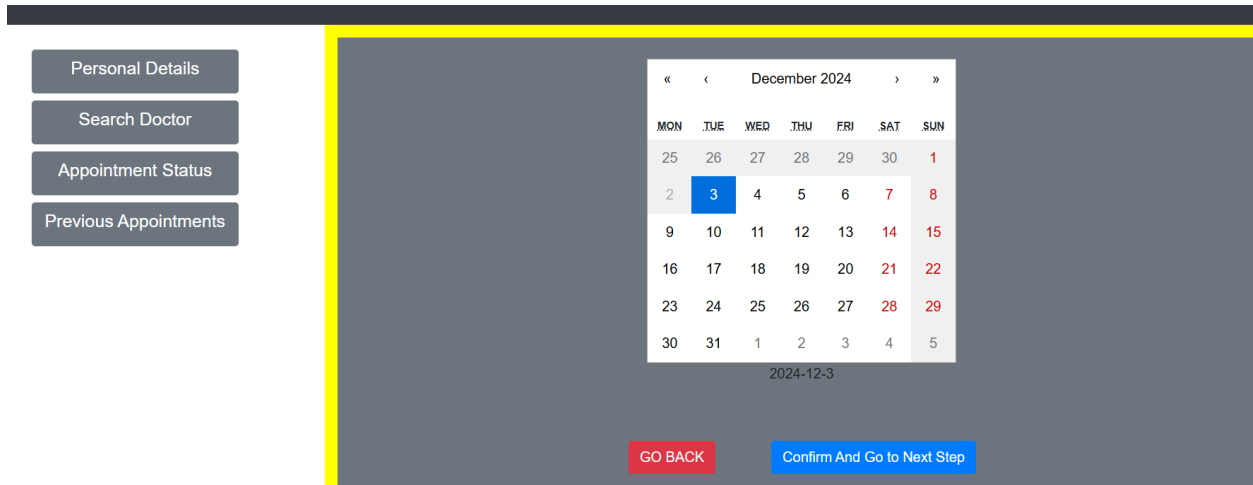 Personal Details
Search Doctor
Appointment Status
Previous Appointments
« ‹ December 2024 › »
MON TUE WED THU FRI SAT SUN
25 26 27 28 29 30 1
2 3 4 5 6 7 8
9 10 11 12 13 14 15
16 17 18 19 20 21 22
23 24 25 26 27 28 29
30 31 1 2 3 4 5
2024-12-3
GO BACK Confirm And Go to Next Step